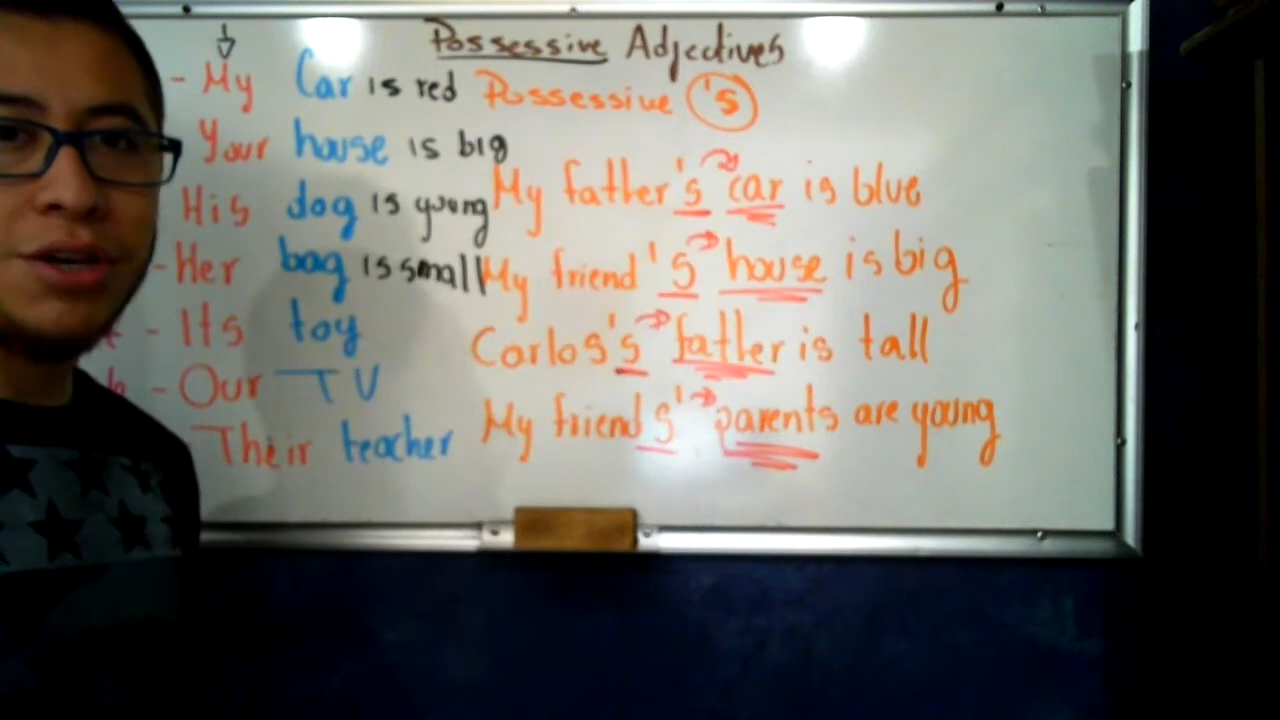 Possessive Adjectives
- My Car is red
Your house is big
His dog is young
- Her bag is small
- Its toy
- Our TV
Their teacher
Possessive 's
My father's car is blue
My friend's house is big
Carlos's father is tall
My friends' parents are young